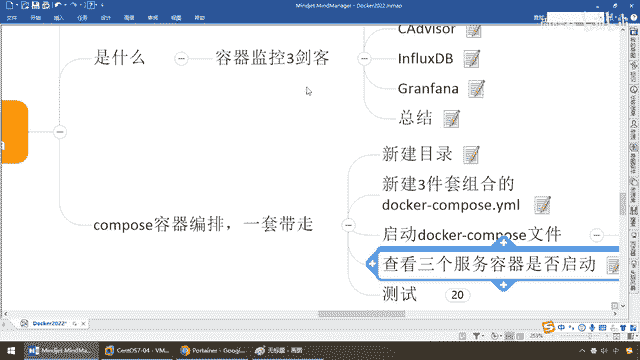 Mindjet MindManager - Docker2022.mmap
文件
主页
插入
任务
设计
高级
审阅
视图
是什么
容器监控3剑客
CAdvisor
InfluxDB
Granfana
总结
compose容器编排，一套带走
新建目录
新建3件套组合的
docker-compose.yml
启动docker-compose文件
查看三个服务容器是否启动
测试
20
Docker2022*
Mindjet MindMa...
CentOS7-04 - VM...
Portainer - Googl...
无标题 - 画图